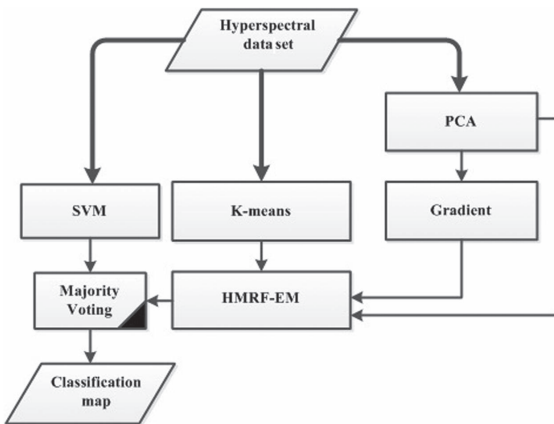 Hyperspectral
data set
PCA
SVM
K-means
Gradient
Majority
Voting
HMRF-EM
Classification
map